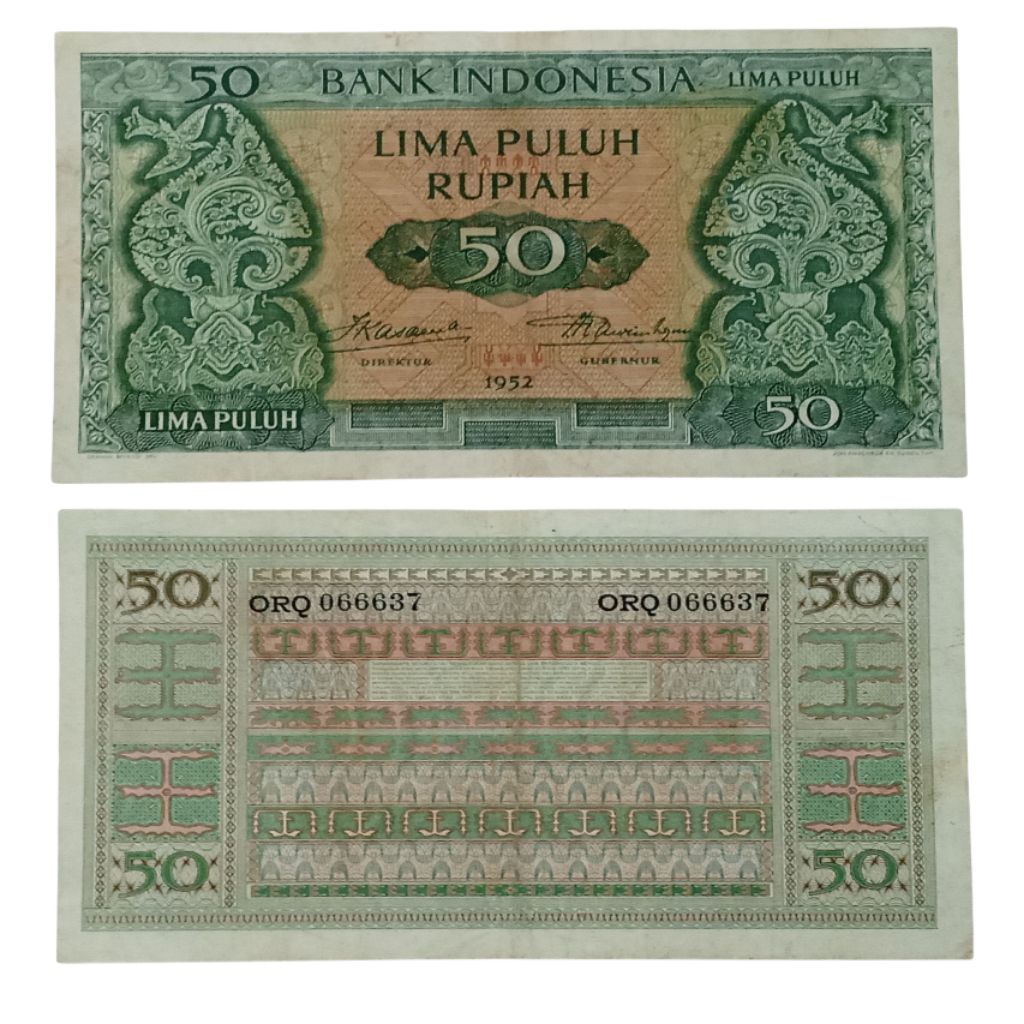 50 BANK INDONESIA LIMA PULUH
LIMA PULUH
RUPIAH
50
DIREKTUR GUBERNUR
1952
LIMA PULUH 50
50 50
ORQ 066637 ORQ 066637
50 50